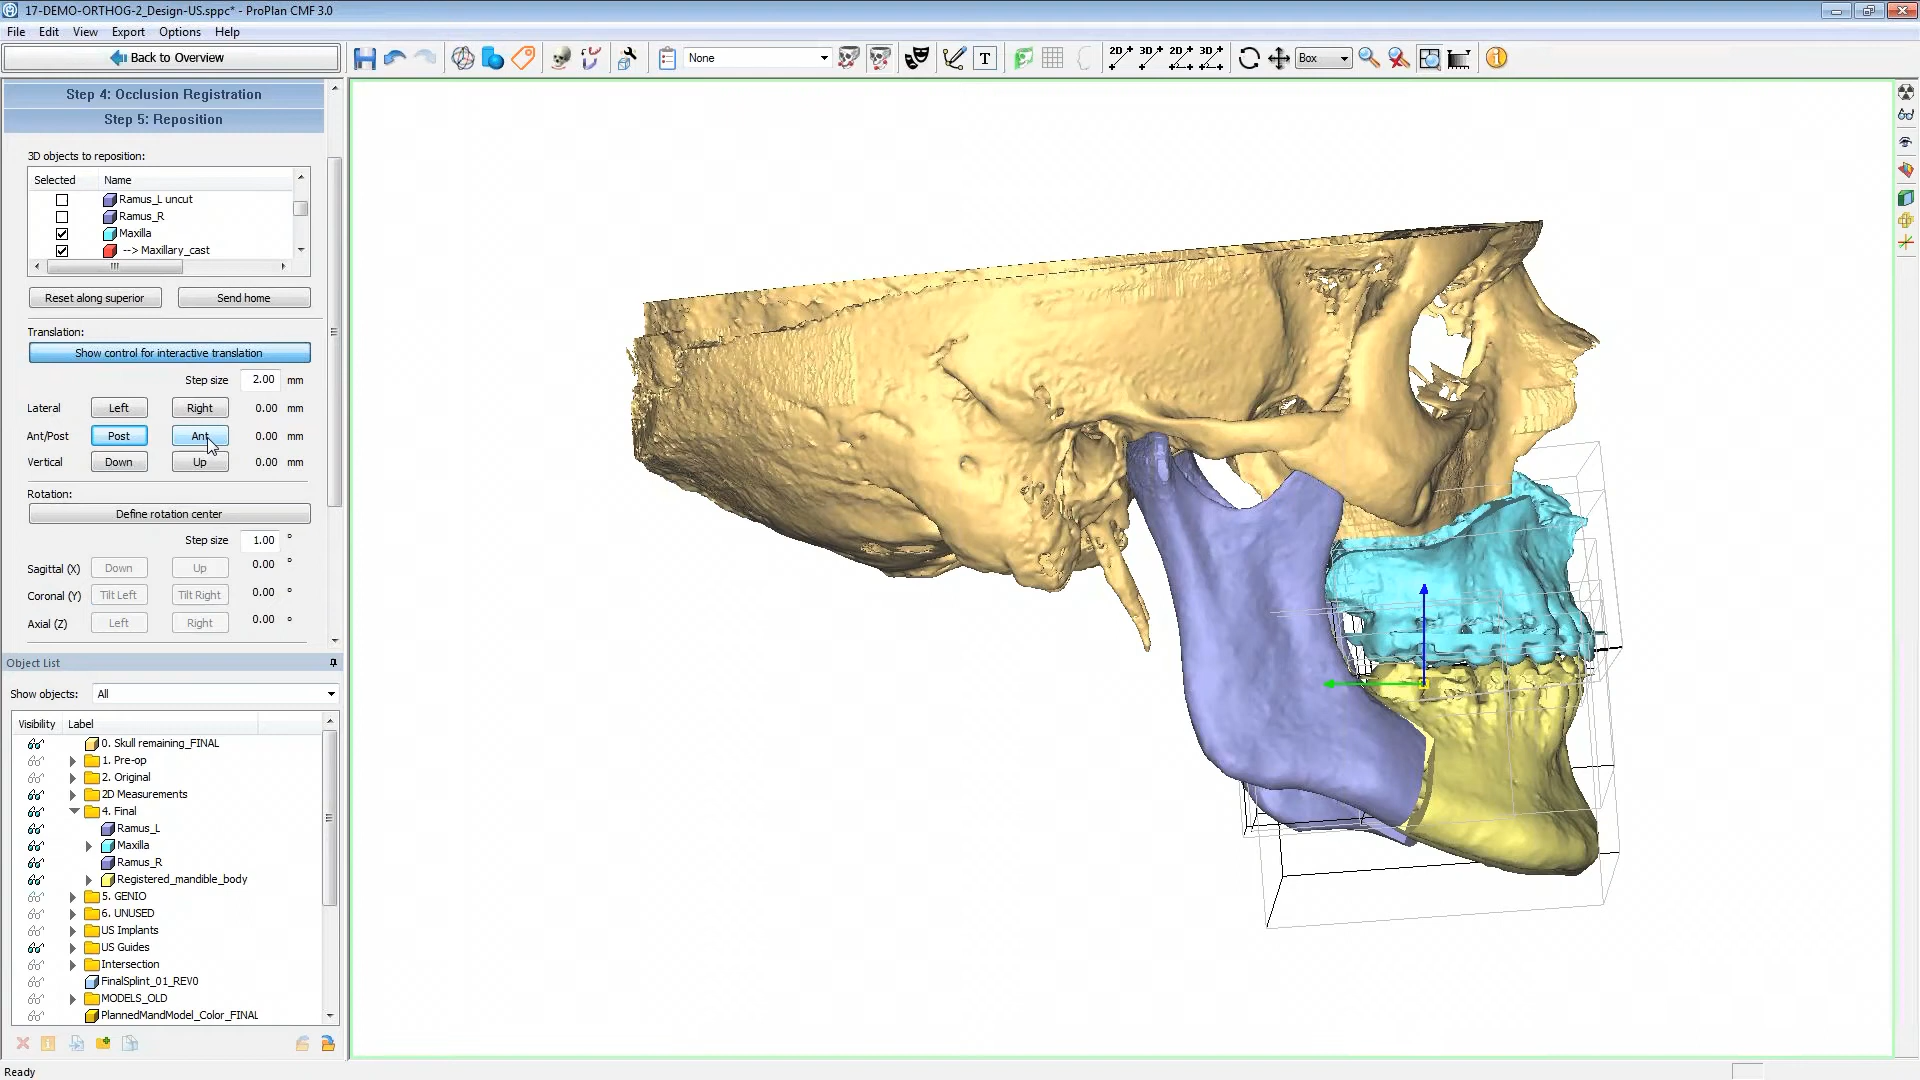 17-DEMO-ORTHOG-2_Design-US.sppc* - ProPlan CMF 3.0
File Edit View Export Options Help
Back to Overview
None
T
2D 3D 2D 3D
Box
Step 4: Occlusion Registration
Step 5: Reposition
3D objects to reposition:
Selected Name
Ramus_L uncut
Ramus_R
Maxilla
--> Maxillary_cast
Reset along superior Send home
Translation:
Show control for interactive translation
Step size 2.00 mm
Lateral Left Right 0.00 mm
Ant/Post Post Ant 0.00 mm
Vertical Down Up 0.00 mm
Rotation:
Define rotation center
Step size 1.00 °
Sagittal (X) Down Up 0.00 °
Coronal (Y) Tilt Left Tilt Right 0.00 °
Axial (Z) Left Right 0.00 °
Object List
Show objects: All
Visibility Label
0. Skull remaining_FINAL
1. Pre-op
2. Original
2D Measurements
4. Final
Ramus_L
Maxilla
Ramus_R
Registered_mandible_body
5. GENIO
6. UNUSED
US Implants
US Guides
Intersection
FinalSplint_01_REV0
MODELS_OLD
PlannedMandModel_Color_FINAL
Ready